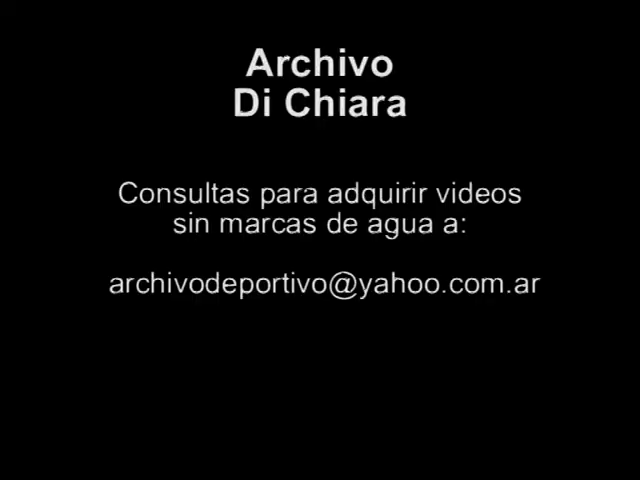 Archivo
Di Chiara
Consultas para adquirir videos
sin marcas de agua a:
archivodeportivo@yahoo.com.ar